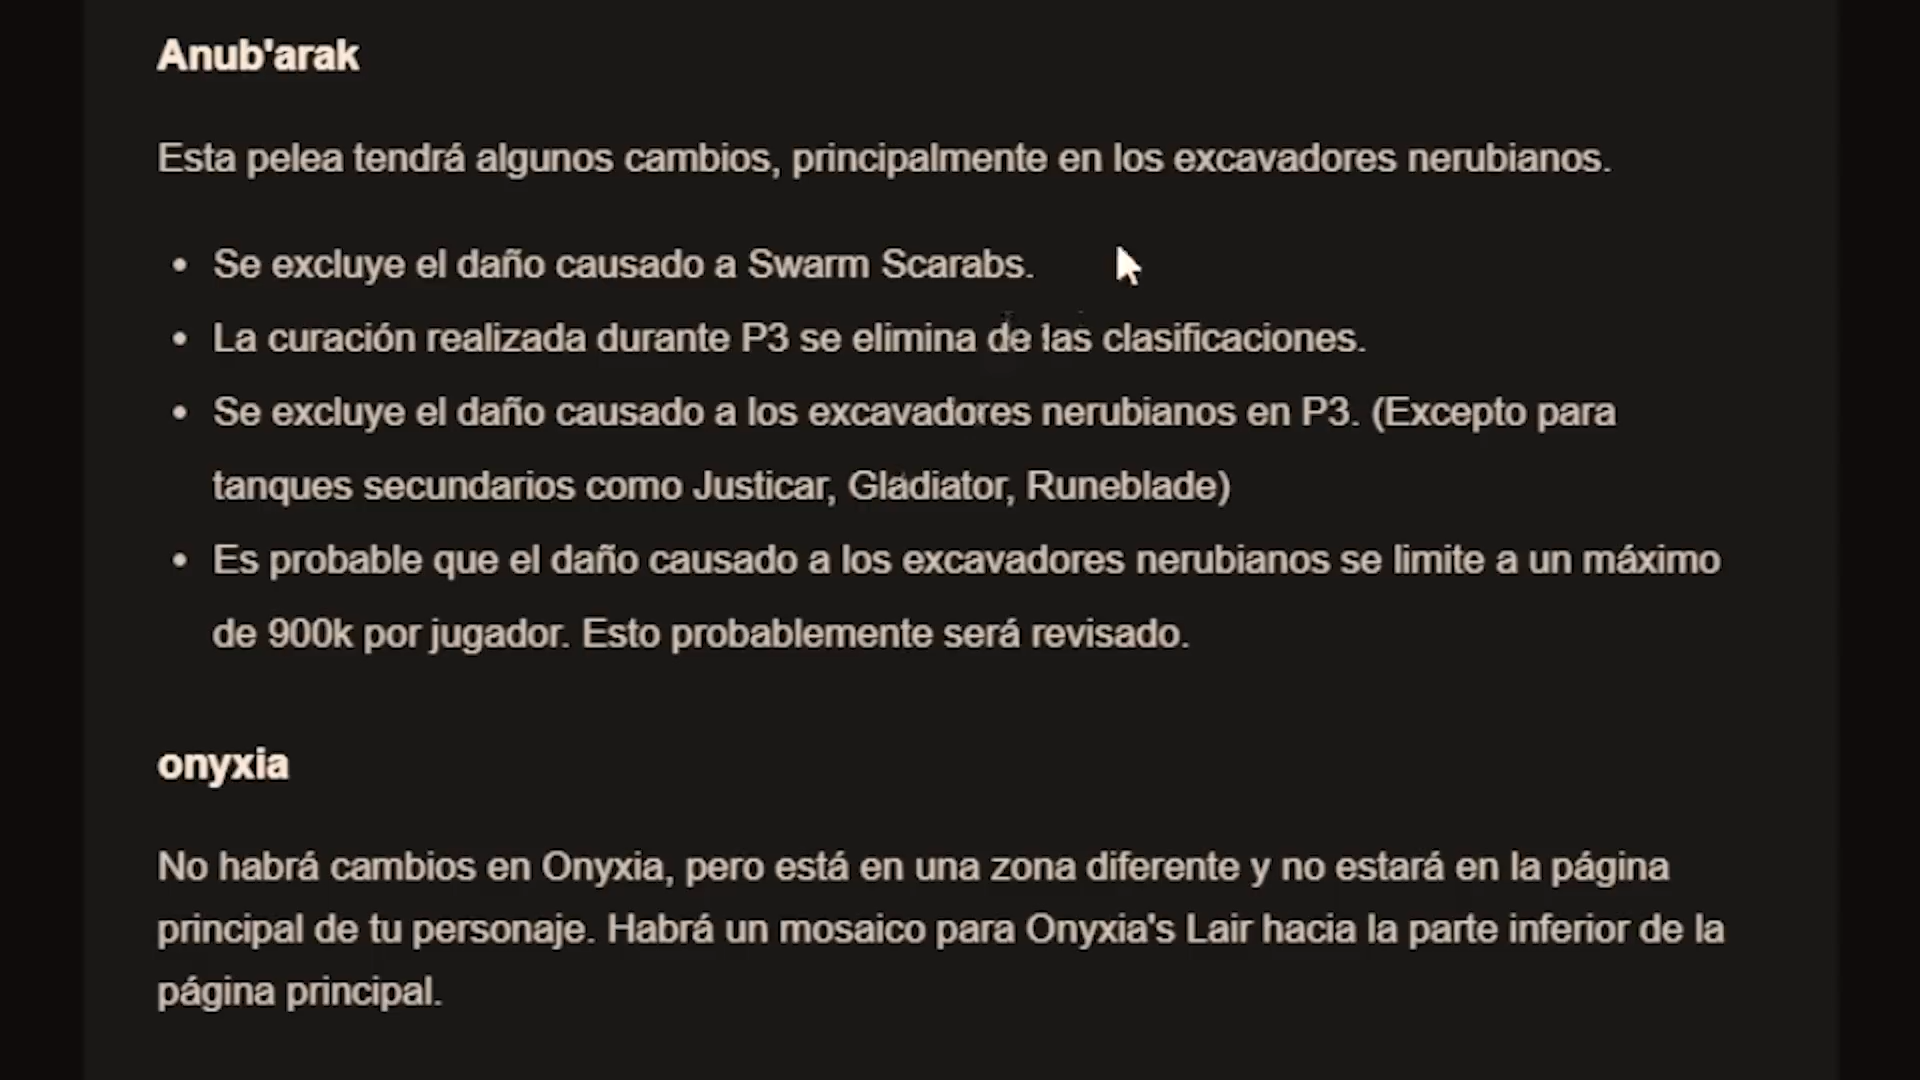 Anub'arak
Esta pelea tendrá algunos cambios, principalmente en los excavadores nerubianos.
• Se excluye el daño causado a Swarm Scarabs.
• La curación realizada durante P3 se elimina de las clasificaciones.
• Se excluye el daño causado a los excavadores nerubianos en P3. (Excepto para
tanques secundarios como Justicar, Gladiator, Runeblade)
• Es probable que el daño causado a los excavadores nerubianos se limite a un máximo
de 900k por jugador. Esto probablemente será revisado.
onyxia
No habrá cambios en Onyxia, pero está en una zona diferente y no estará en la página
principal de tu personaje. Habrá un mosaico para Onyxia's Lair hacia la parte inferior de la
página principal.